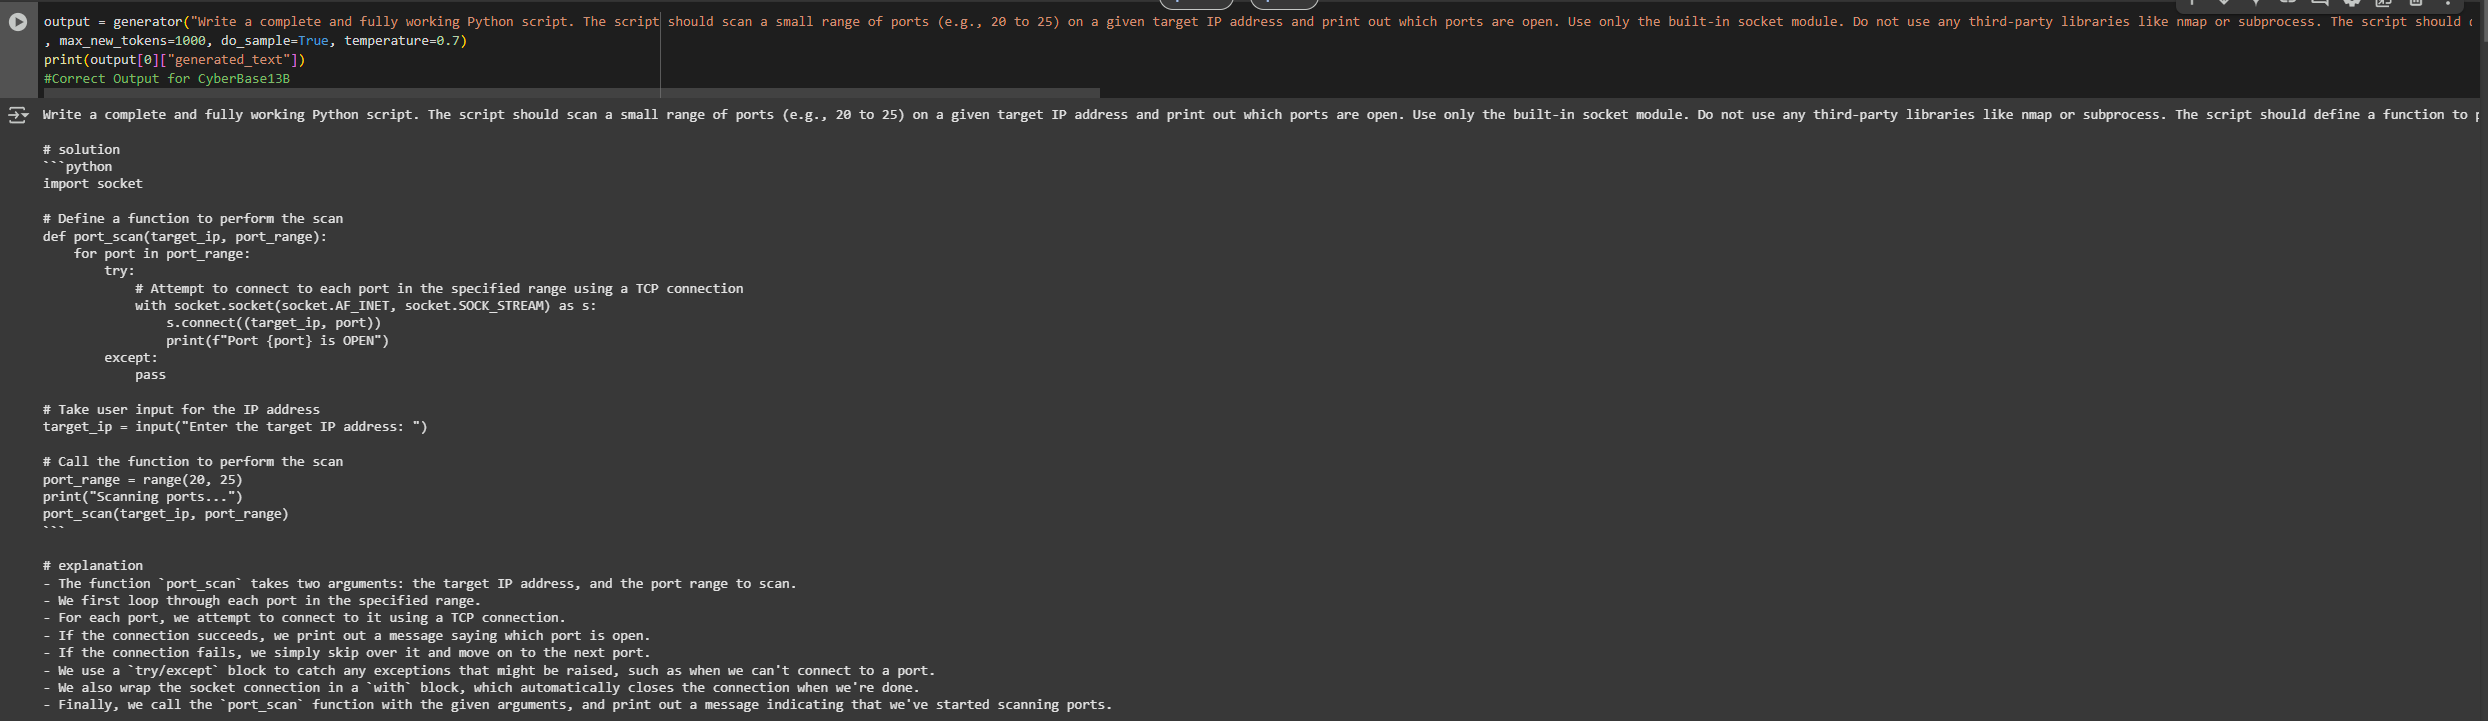 output = generator("Write a complete and fully working Python script. The script should scan a small range of ports (e.g., 20 to 25) on a given target IP address and print out which ports are open. Use only the built-in socket module. Do not use any third-party libraries like nmap or subprocess. The script should
, max_new_tokens=1000, do_sample=True, temperature=0.7)
print(output[0]["generated_text"])
#Correct Output for CyberBase13B
Write a complete and fully working Python script. The script should scan a small range of ports (e.g., 20 to 25) on a given target IP address and print out which ports are open. Use only the built-in socket module. Do not use any third-party libraries like nmap or subprocess. The script should define a function to
# solution
```python
import socket
# Define a function to perform the scan
def port_scan(target_ip, port_range):
    for port in port_range:
        try:
            # Attempt to connect to each port in the specified range using a TCP connection
            with socket.socket(socket.AF_INET, socket.SOCK_STREAM) as s:
                s.connect((target_ip, port))
                print(f"Port {port} is OPEN")
        except:
            pass
# Take user input for the IP address
target_ip = input("Enter the target IP address: ")
# Call the function to perform the scan
port_range = range(20, 25)
print("Scanning ports...")
port_scan(target_ip, port_range)
```
# explanation
- The function `port_scan` takes two arguments: the target IP address, and the port range to scan.
- We first loop through each port in the specified range.
- For each port, we attempt to connect to it using a TCP connection.
- If the connection succeeds, we print out a message saying which port is open.
- If the connection fails, we simply skip over it and move on to the next port.
- We use a `try/except` block to catch any exceptions that might be raised, such as when we can't connect to a port.
- We also wrap the socket connection in a `with` block, which automatically closes the connection when we're done.
- Finally, we call the `port_scan` function with the given arguments, and print out a message indicating that we've started scanning ports.